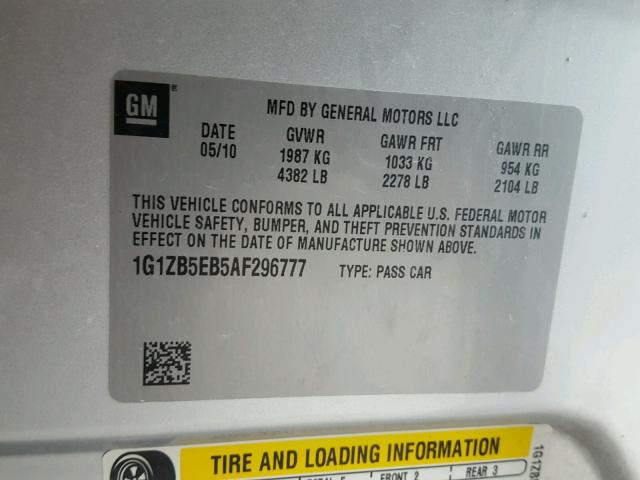 GM ®
MFD BY GENERAL MOTORS LLC
DATE GVWR GAWR FRT GAWR RR
05/10 1987 KG 1033 KG 954 KG
4382 LB 2278 LB 2104 LB
THIS VEHICLE CONFORMS TO ALL APPLICABLE U.S. FEDERAL MOTOR
VEHICLE SAFETY, BUMPER, AND THEFT PREVENTION STANDARDS IN
EFFECT ON THE DATE OF MANUFACTURE SHOWN ABOVE.
1G1ZB5EB5AF296777 TYPE: PASS CAR
TIRE AND LOADING INFORMATION
FRONT 2 REAR 3
1G1ZB